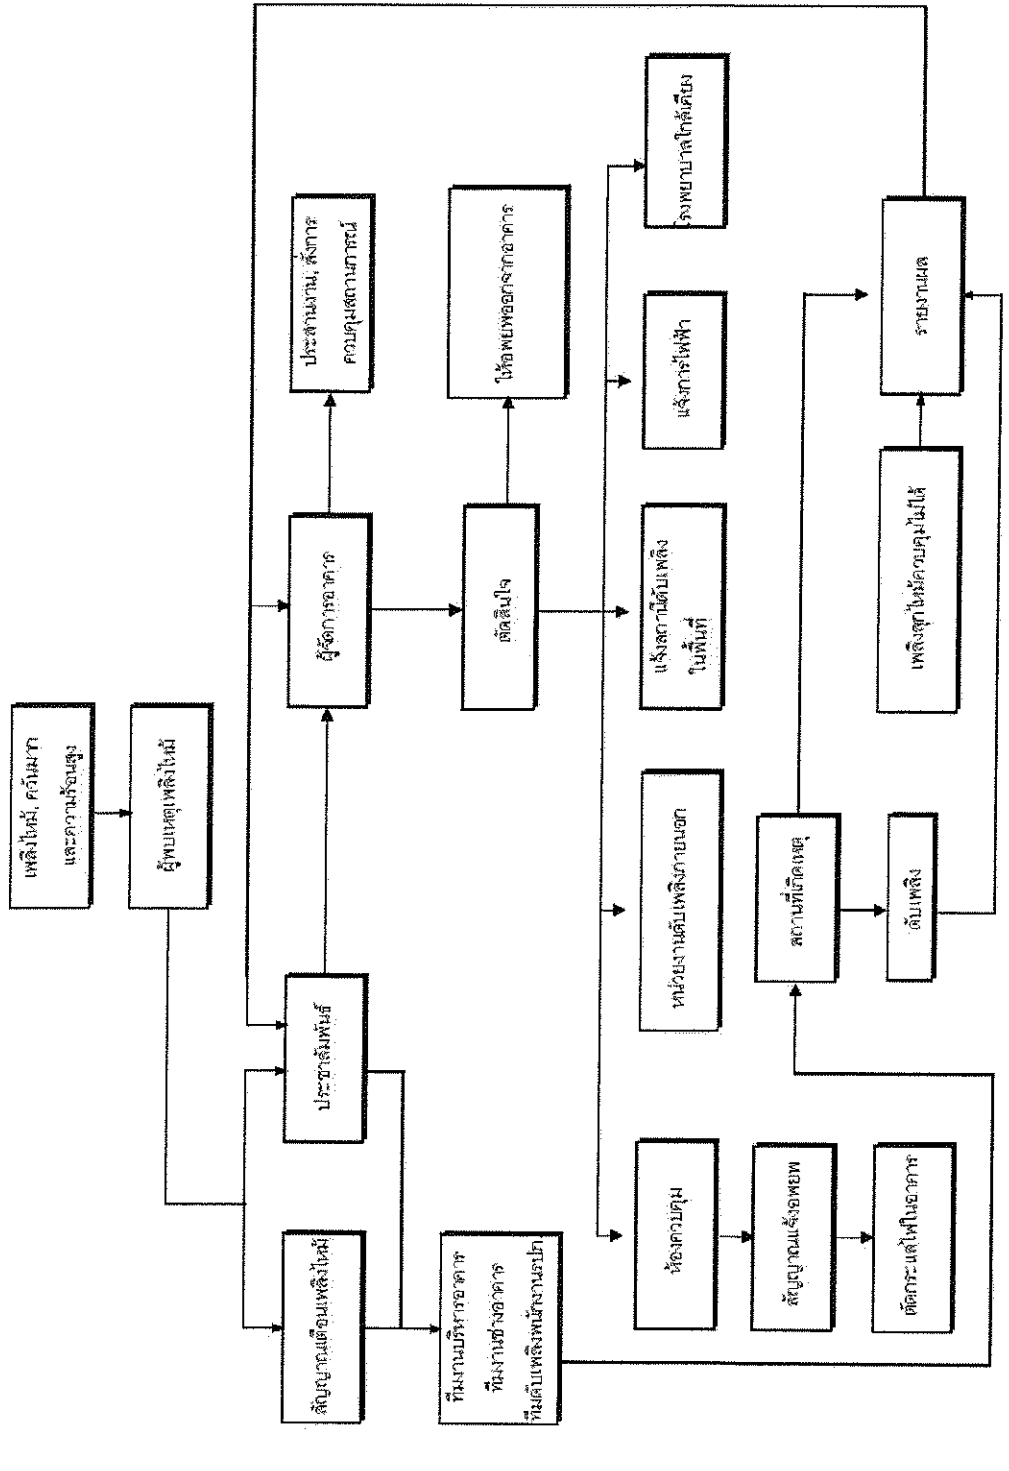 เพลิงไหม้, ควันมาก
และความร้อนสูง
ผู้พบเหตุเพลิงไหม้
สัญญาณเตือนเพลิงไหม้
ประชาสัมพันธ์
ผู้จัดการอาคาร
ประสานงาน, สั่งการ
ควบคุมสถานการณ์
ทีมงานบริหารอาคาร
ทีมงานช่างอาคาร
ทีมดับเพลิงพนักงานรปภ.
ตัดสินใจ
ให้อพยพออกจากอาคาร
ห้องควบคุม
หน่วยงานดับเพลิงภายนอก
แจ้งสถานีดับเพลิง
ในพื้นที่
แจ้งการไฟฟ้า
โรงพยาบาลใกล้เคียง
สัญญาณแจ้งอพยพ
สถานที่เกิดเหตุ
ตัดกระแสไฟในอาคาร
ดับเพลิง
เพลิงลุกไหม้ควบคุมไม่ได้
รายงานผล